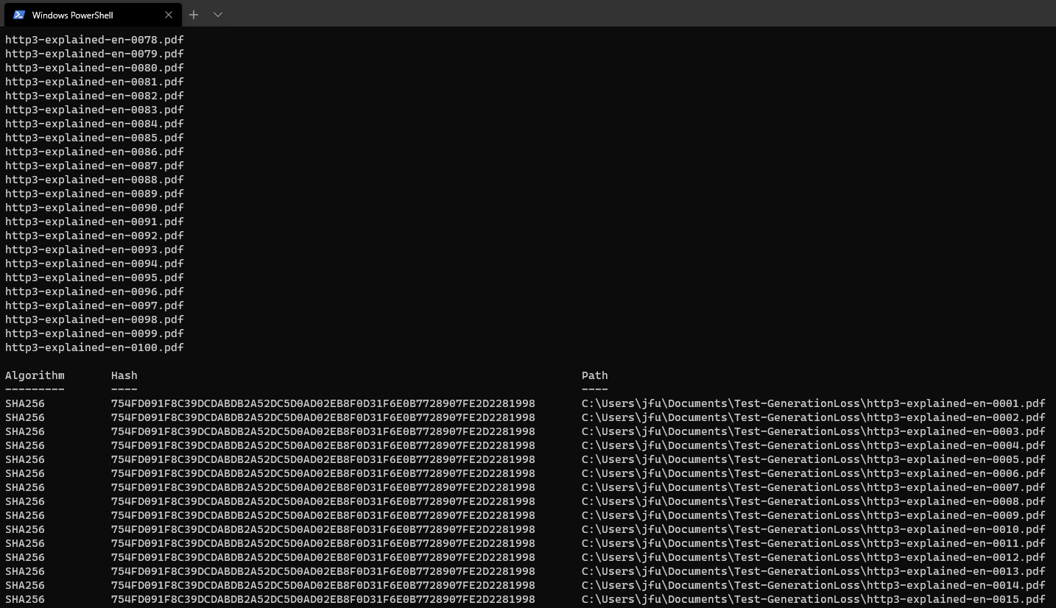 Windows PowerShell
http3-explained-en-0078.pdf
http3-explained-en-0079.pdf
http3-explained-en-0080.pdf
http3-explained-en-0081.pdf
http3-explained-en-0082.pdf
http3-explained-en-0083.pdf
http3-explained-en-0084.pdf
http3-explained-en-0085.pdf
http3-explained-en-0086.pdf
http3-explained-en-0087.pdf
http3-explained-en-0088.pdf
http3-explained-en-0089.pdf
http3-explained-en-0090.pdf
http3-explained-en-0091.pdf
http3-explained-en-0092.pdf
http3-explained-en-0093.pdf
http3-explained-en-0094.pdf
http3-explained-en-0095.pdf
http3-explained-en-0096.pdf
http3-explained-en-0097.pdf
http3-explained-en-0098.pdf
http3-explained-en-0099.pdf
http3-explained-en-0100.pdf
Algorithm Hash Path
--------- ---- ----
SHA256 754FD091F8C39DCDABDB2A52DC5D0AD02EB8F0D31F6E0B7728907FE2D2281998 C:\Users\jfu\Documents\Test-GenerationLoss\http3-explained-en-0001.pdf
SHA256 754FD091F8C39DCDABDB2A52DC5D0AD02EB8F0D31F6E0B7728907FE2D2281998 C:\Users\jfu\Documents\Test-GenerationLoss\http3-explained-en-0002.pdf
SHA256 754FD091F8C39DCDABDB2A52DC5D0AD02EB8F0D31F6E0B7728907FE2D2281998 C:\Users\jfu\Documents\Test-GenerationLoss\http3-explained-en-0003.pdf
SHA256 754FD091F8C39DCDABDB2A52DC5D0AD02EB8F0D31F6E0B7728907FE2D2281998 C:\Users\jfu\Documents\Test-GenerationLoss\http3-explained-en-0004.pdf
SHA256 754FD091F8C39DCDABDB2A52DC5D0AD02EB8F0D31F6E0B7728907FE2D2281998 C:\Users\jfu\Documents\Test-GenerationLoss\http3-explained-en-0005.pdf
SHA256 754FD091F8C39DCDABDB2A52DC5D0AD02EB8F0D31F6E0B7728907FE2D2281998 C:\Users\jfu\Documents\Test-GenerationLoss\http3-explained-en-0006.pdf
SHA256 754FD091F8C39DCDABDB2A52DC5D0AD02EB8F0D31F6E0B7728907FE2D2281998 C:\Users\jfu\Documents\Test-GenerationLoss\http3-explained-en-0007.pdf
SHA256 754FD091F8C39DCDABDB2A52DC5D0AD02EB8F0D31F6E0B7728907FE2D2281998 C:\Users\jfu\Documents\Test-GenerationLoss\http3-explained-en-0008.pdf
SHA256 754FD091F8C39DCDABDB2A52DC5D0AD02EB8F0D31F6E0B7728907FE2D2281998 C:\Users\jfu\Documents\Test-GenerationLoss\http3-explained-en-0009.pdf
SHA256 754FD091F8C39DCDABDB2A52DC5D0AD02EB8F0D31F6E0B7728907FE2D2281998 C:\Users\jfu\Documents\Test-GenerationLoss\http3-explained-en-0010.pdf
SHA256 754FD091F8C39DCDABDB2A52DC5D0AD02EB8F0D31F6E0B7728907FE2D2281998 C:\Users\jfu\Documents\Test-GenerationLoss\http3-explained-en-0011.pdf
SHA256 754FD091F8C39DCDABDB2A52DC5D0AD02EB8F0D31F6E0B7728907FE2D2281998 C:\Users\jfu\Documents\Test-GenerationLoss\http3-explained-en-0012.pdf
SHA256 754FD091F8C39DCDABDB2A52DC5D0AD02EB8F0D31F6E0B7728907FE2D2281998 C:\Users\jfu\Documents\Test-GenerationLoss\http3-explained-en-0013.pdf
SHA256 754FD091F8C39DCDABDB2A52DC5D0AD02EB8F0D31F6E0B7728907FE2D2281998 C:\Users\jfu\Documents\Test-GenerationLoss\http3-explained-en-0014.pdf
SHA256 754FD091F8C39DCDABDB2A52DC5D0AD02EB8F0D31F6E0B7728907FE2D2281998 C:\Users\jfu\Documents\Test-GenerationLoss\http3-explained-en-0015.pdf